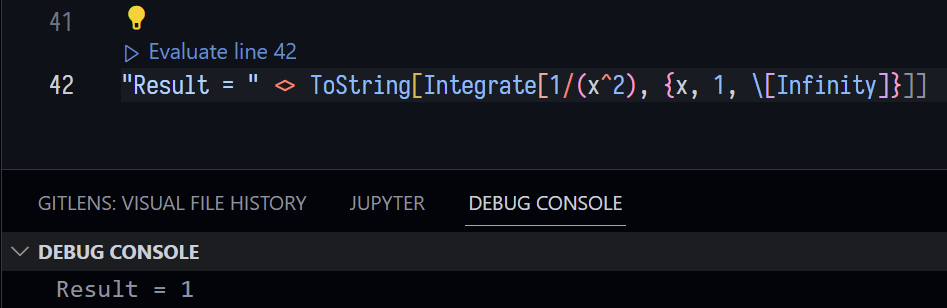 41
Evaluate line 42
42 "Result = " <> ToString[Integrate[1/(x^2), {x, 1, \[Infinity]}]]
GITLENS: VISUAL FILE HISTORY JUPYTER DEBUG CONSOLE
DEBUG CONSOLE
Result = 1